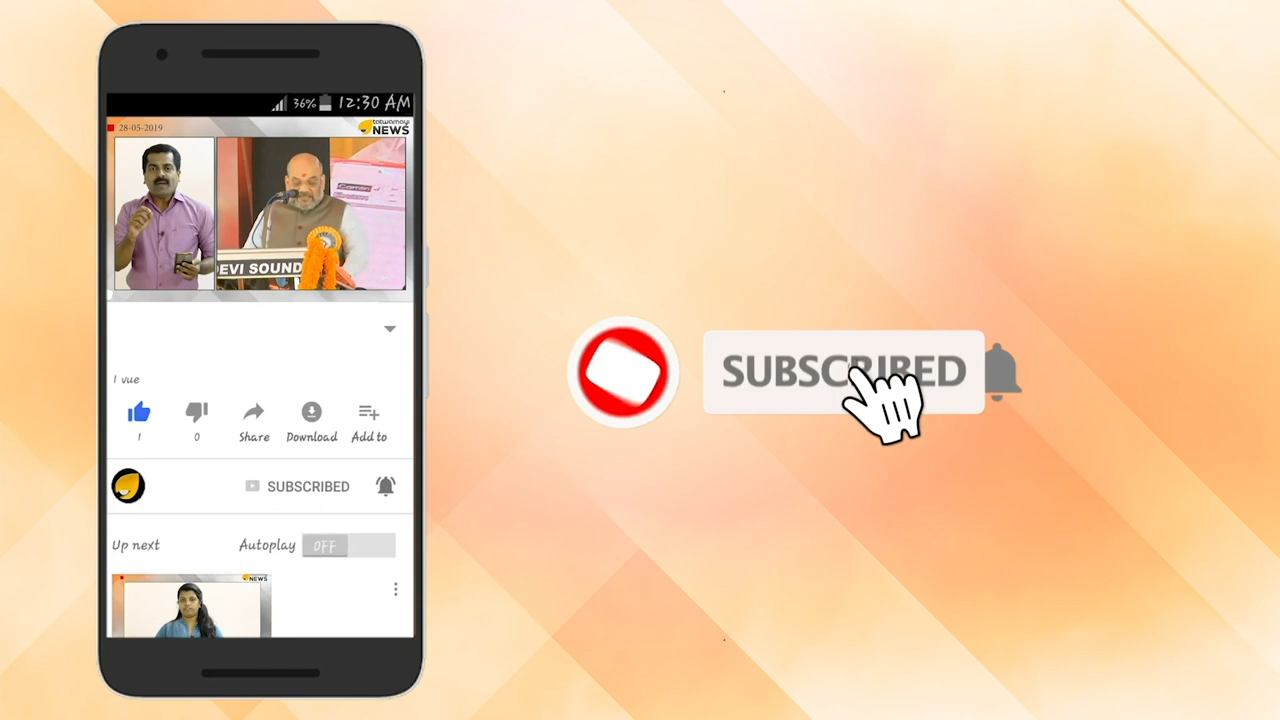 36% 12:30 AM
28-05-2019
tatwamayi
NEWS
DEVI SOUND
1 vue
1
0
Share
Download
Add to
SUBSCRIBED
Up next
Autoplay
OFF
NEWS
SUBSCRIBED